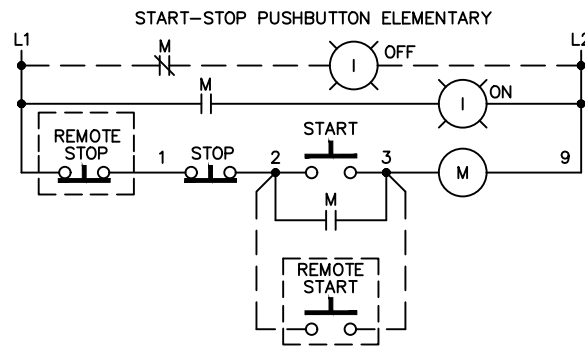 START-STOP PUSHBUTTON ELEMENTARY
L1
L2
M
I
OFF
M
I
ON
REMOTE
STOP
1
STOP
2
START
3
M
9
M
REMOTE
START